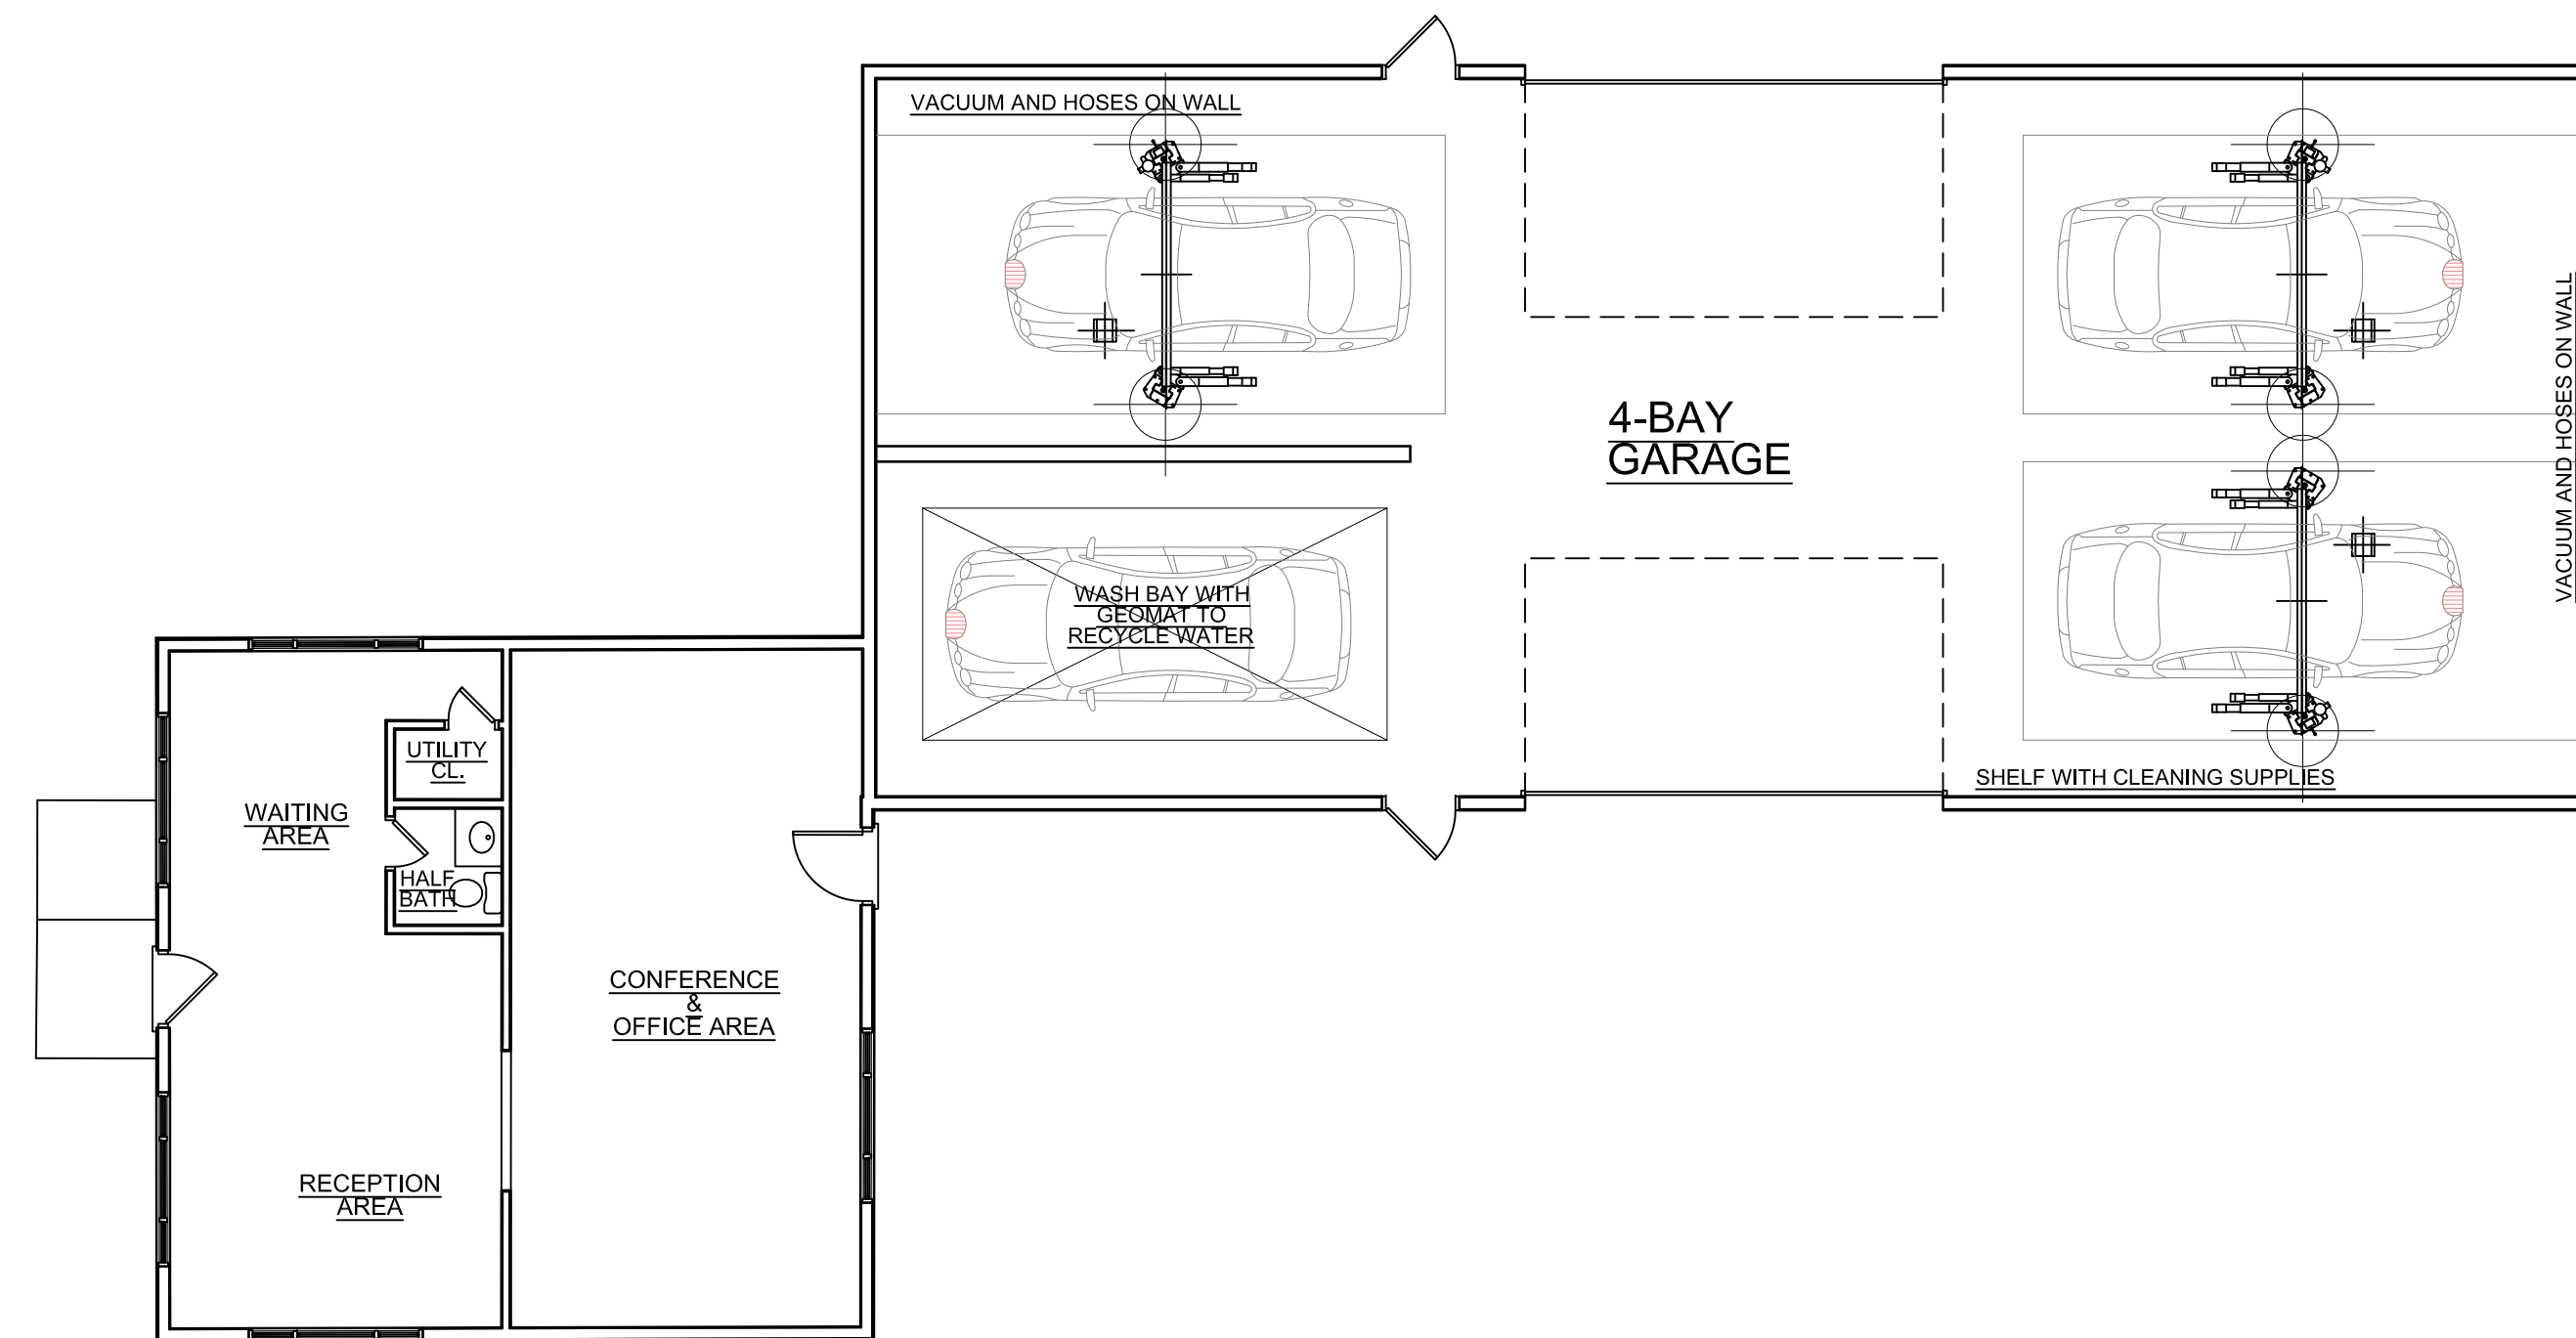 VACUUM AND HOSES ON WALL
4-BAY
GARAGE
VACUUM AND HOSES ON WALL
WASH BAY WITH
GEOMAT TO
RECYCLE WATER
SHELF WITH CLEANING SUPPLIES
UTILITY
CL.
WAITING
AREA
HALF
BATH
CONFERENCE
&
OFFICE AREA
RECEPTION
AREA